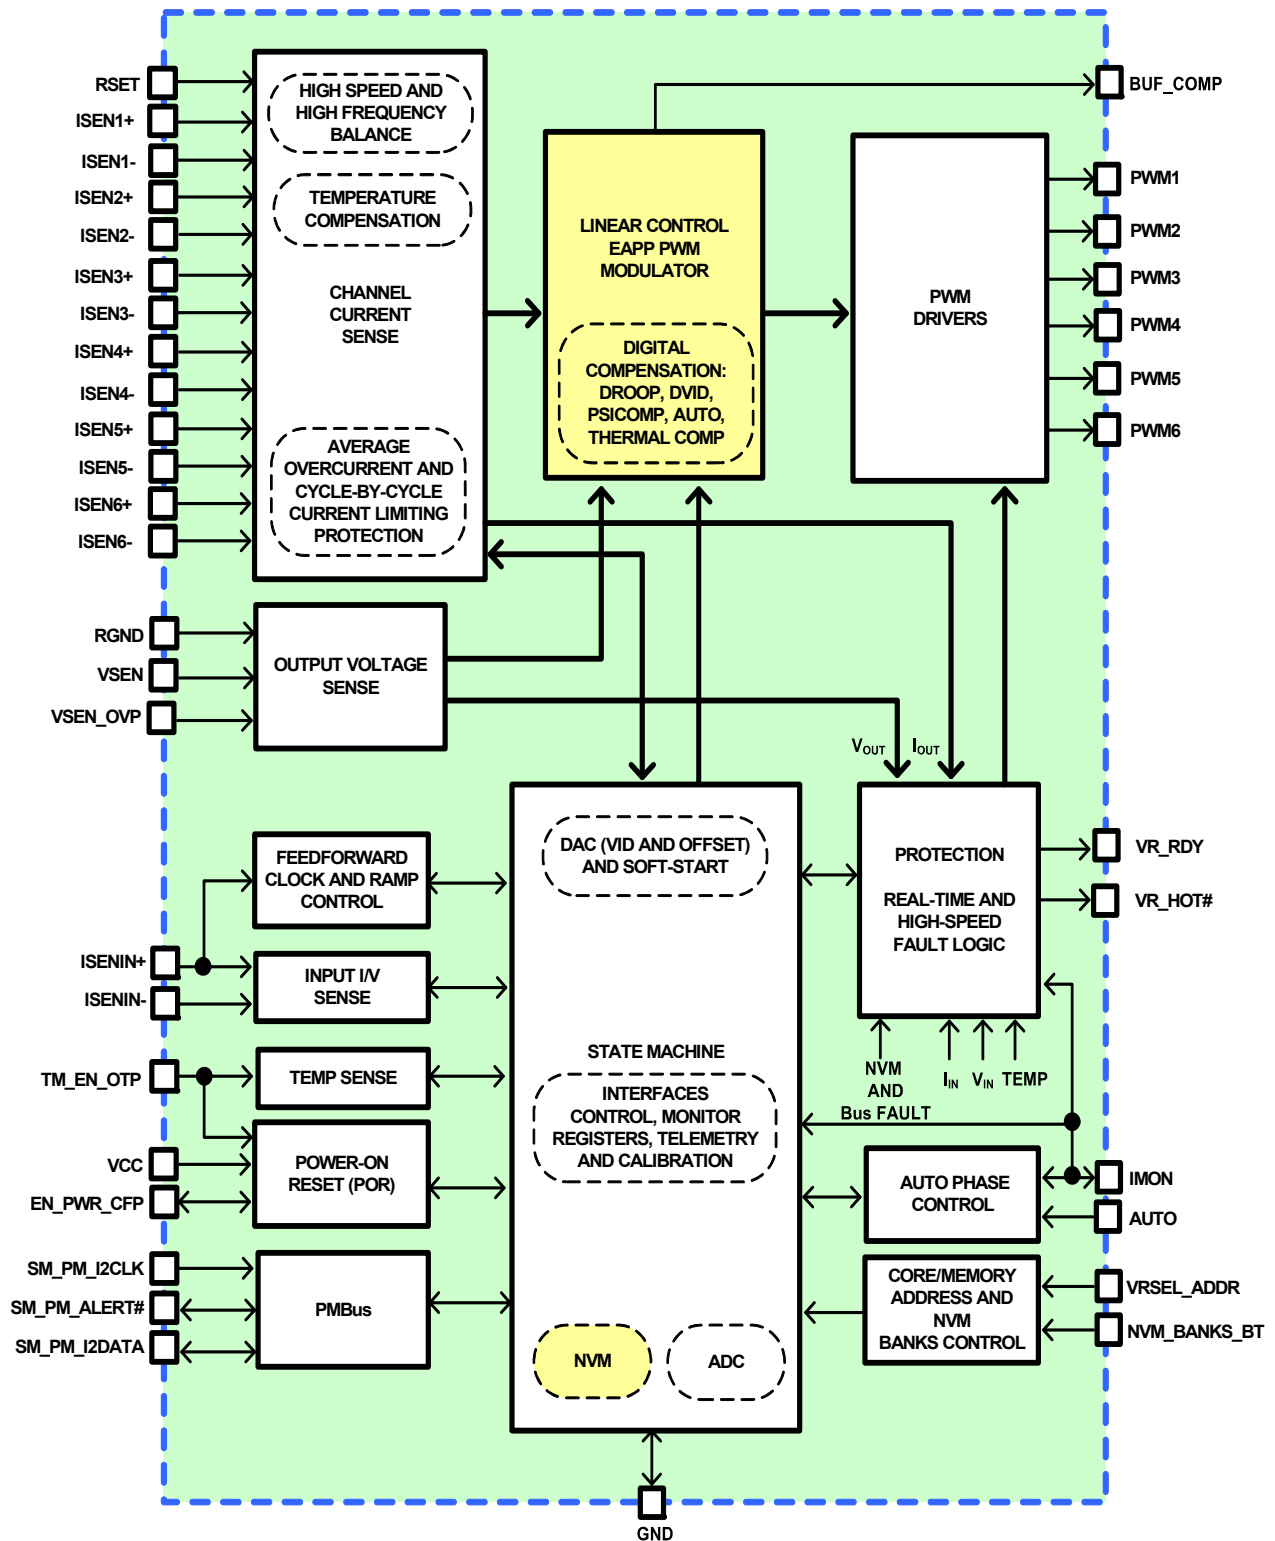 RSET
ISEN1+
ISEN1-
ISEN2+
ISEN2-
ISEN3+
ISEN3-
ISEN4+
ISEN4-
ISEN5+
ISEN5-
ISEN6+
ISEN6-
HIGH SPEED AND
HIGH FREQUENCY
BALANCE
TEMPERATURE
COMPENSATION
CHANNEL
CURRENT
SENSE
AVERAGE
OVERCURRENT AND
CYCLE-BY-CYCLE
CURRENT LIMITING
PROTECTION
LINEAR CONTROL
EAPP PWM
MODULATOR
DIGITAL
COMPENSATION:
DROOP, DVID,
PSICOMP, AUTO,
THERMAL COMP
PWM
DRIVERS
BUF_COMP
PWM1
PWM2
PWM3
PWM4
PWM5
PWM6
RGND
VSEN
VSEN_OVP
OUTPUT VOLTAGE
SENSE
VOUT
IOUT
FEEDFORWARD
CLOCK AND RAMP
CONTROL
ISENIN+
ISENIN-
INPUT I/V
SENSE
TM_EN_OTP
TEMP SENSE
VCC
EN_PWR_CFP
POWER-ON
RESET (POR)
SM_PM_I2CLK
SM_PM_ALERT#
SM_PM_I2DATA
PMBus
DAC (VID AND OFFSET)
AND SOFT-START
STATE MACHINE
INTERFACES
CONTROL, MONITOR
REGISTERS, TELEMETRY
AND CALIBRATION
NVM
ADC
PROTECTION
REAL-TIME AND
HIGH-SPEED
FAULT LOGIC
VR_RDY
VR_HOT#
NVM
AND
Bus FAULT
IIN
VIN
TEMP
AUTO PHASE
CONTROL
IMON
AUTO
CORE/MEMORY
ADDRESS AND
NVM
BANKS CONTROL
VRSEL_ADDR
NVM_BANKS_BT
GND